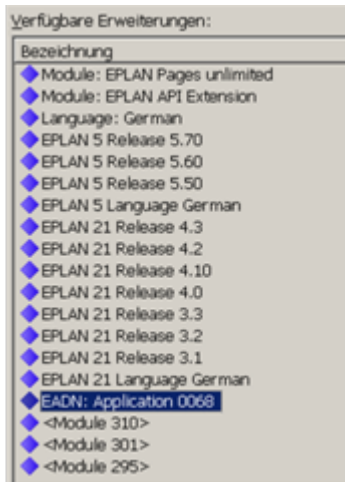 Verfügbare Erweiterungen:
Bezeichnung
Module: EPLAN Pages unlimited
Module: EPLAN API Extension
Language: German
EPLAN 5 Release 5.70
EPLAN 5 Release 5.60
EPLAN 5 Release 5.50
EPLAN 5 Language German
EPLAN 21 Release 4.3
EPLAN 21 Release 4.2
EPLAN 21 Release 4.10
EPLAN 21 Release 4.0
EPLAN 21 Release 3.3
EPLAN 21 Release 3.2
EPLAN 21 Release 3.1
EPLAN 21 Language German
EADN: Application 0068
<Module 310>
<Module 301>
<Module 295>